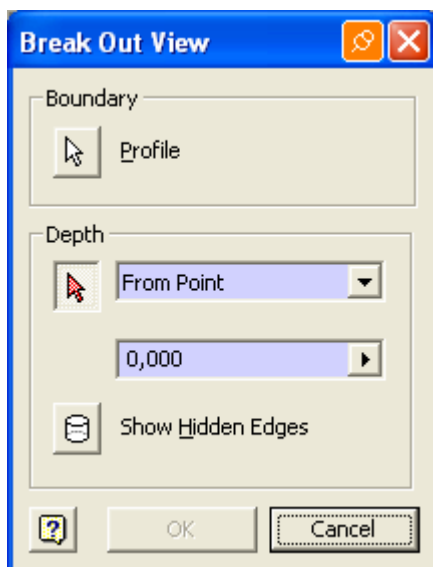 Break Out View
Boundary
Profile
Depth
From Point
0,000
Show Hidden Edges
?
OK
Cancel